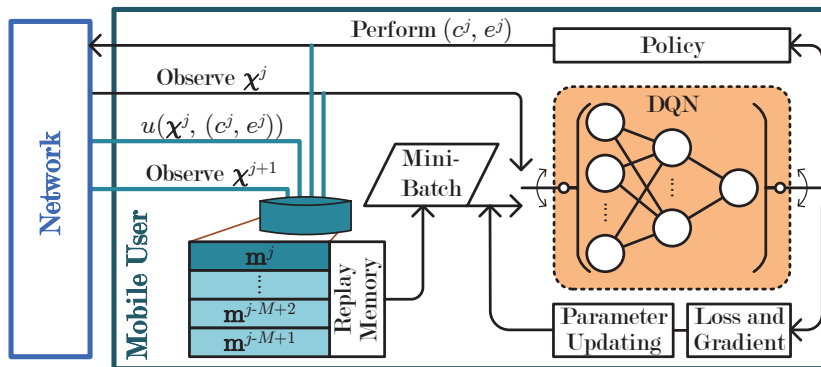 Perform (c^j, e^j)
Policy
Observe χ^j
DQN
u(χ^j, (c^j, e^j))
Mini-
Batch
Observe χ^{j+1}
Network
Mobile User
m^j
......
m^{j-M+2}
m^{j-M+1}
Replay
Memory
......
......
Parameter
Updating
Loss and
Gradient